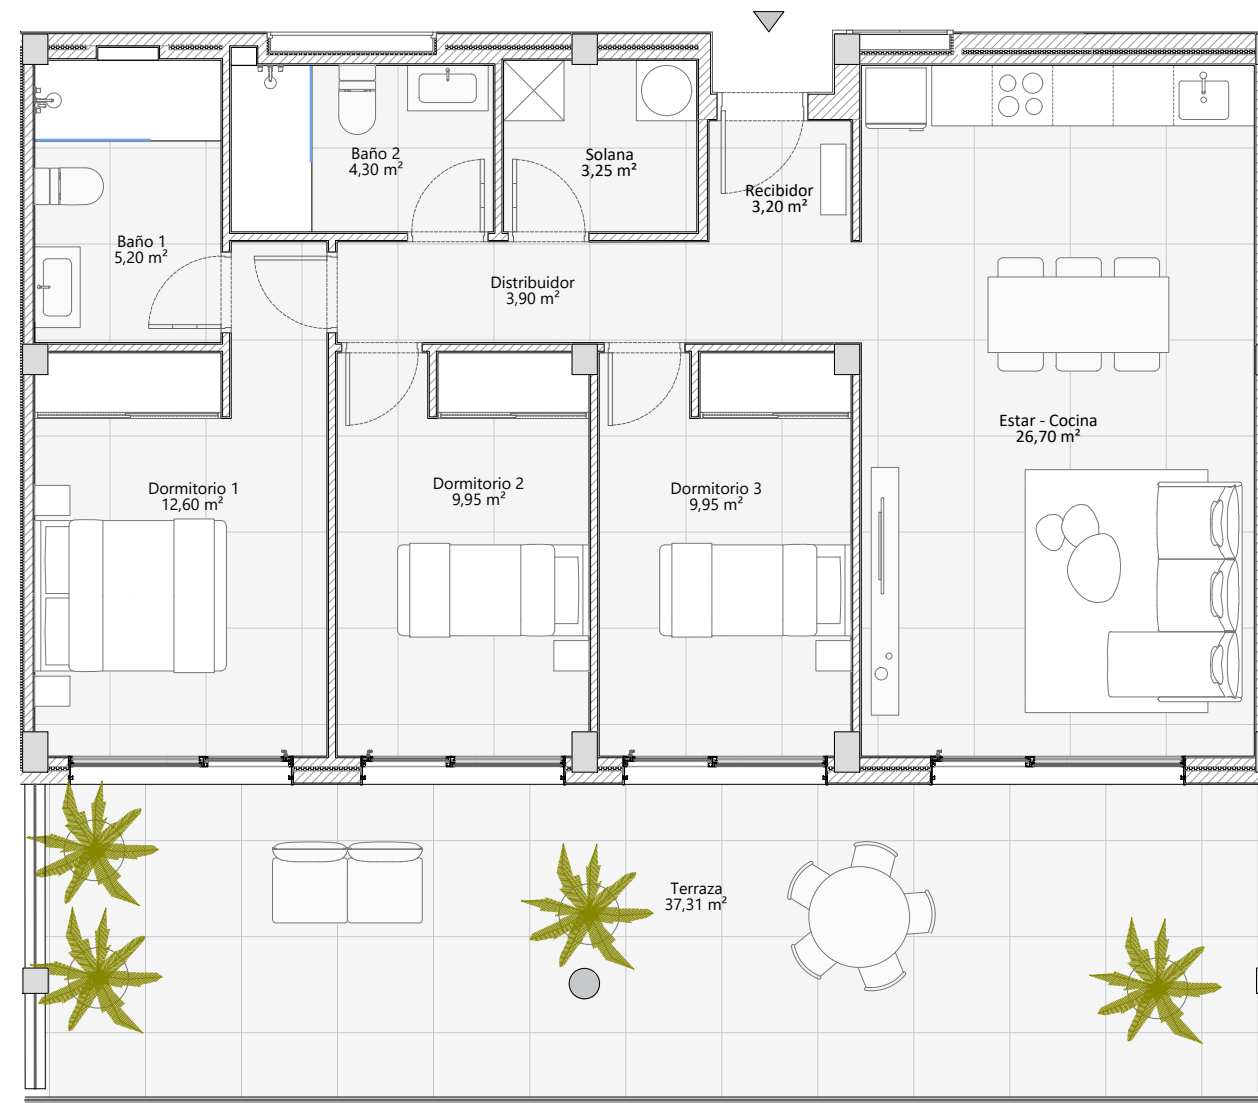 Baño 2
4,30 m²
Solana
3,25 m²
Recibidor
3,20 m²
Baño 1
5,20 m²
Distribuidor
3,90 m²
Estar - Cocina
26,70 m²
Dormitorio 1
12,60 m²
Dormitorio 2
9,95 m²
Dormitorio 3
9,95 m²
Terraza
37,31 m²